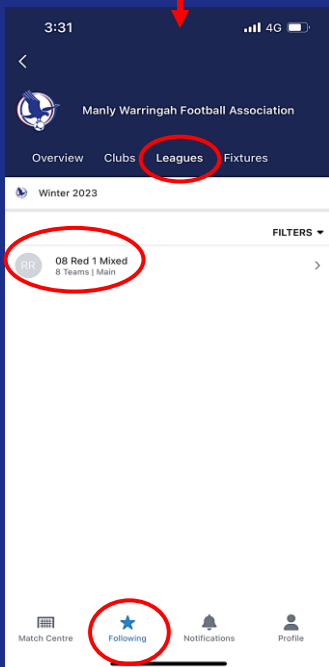 3:31 4G
Manly Warringah Football Association
Overview Clubs Leagues Fixtures
Winter 2023
FILTERS
RR 08 Red 1 Mixed
8 Teams | Main
Match Centre Following Notifications Profile